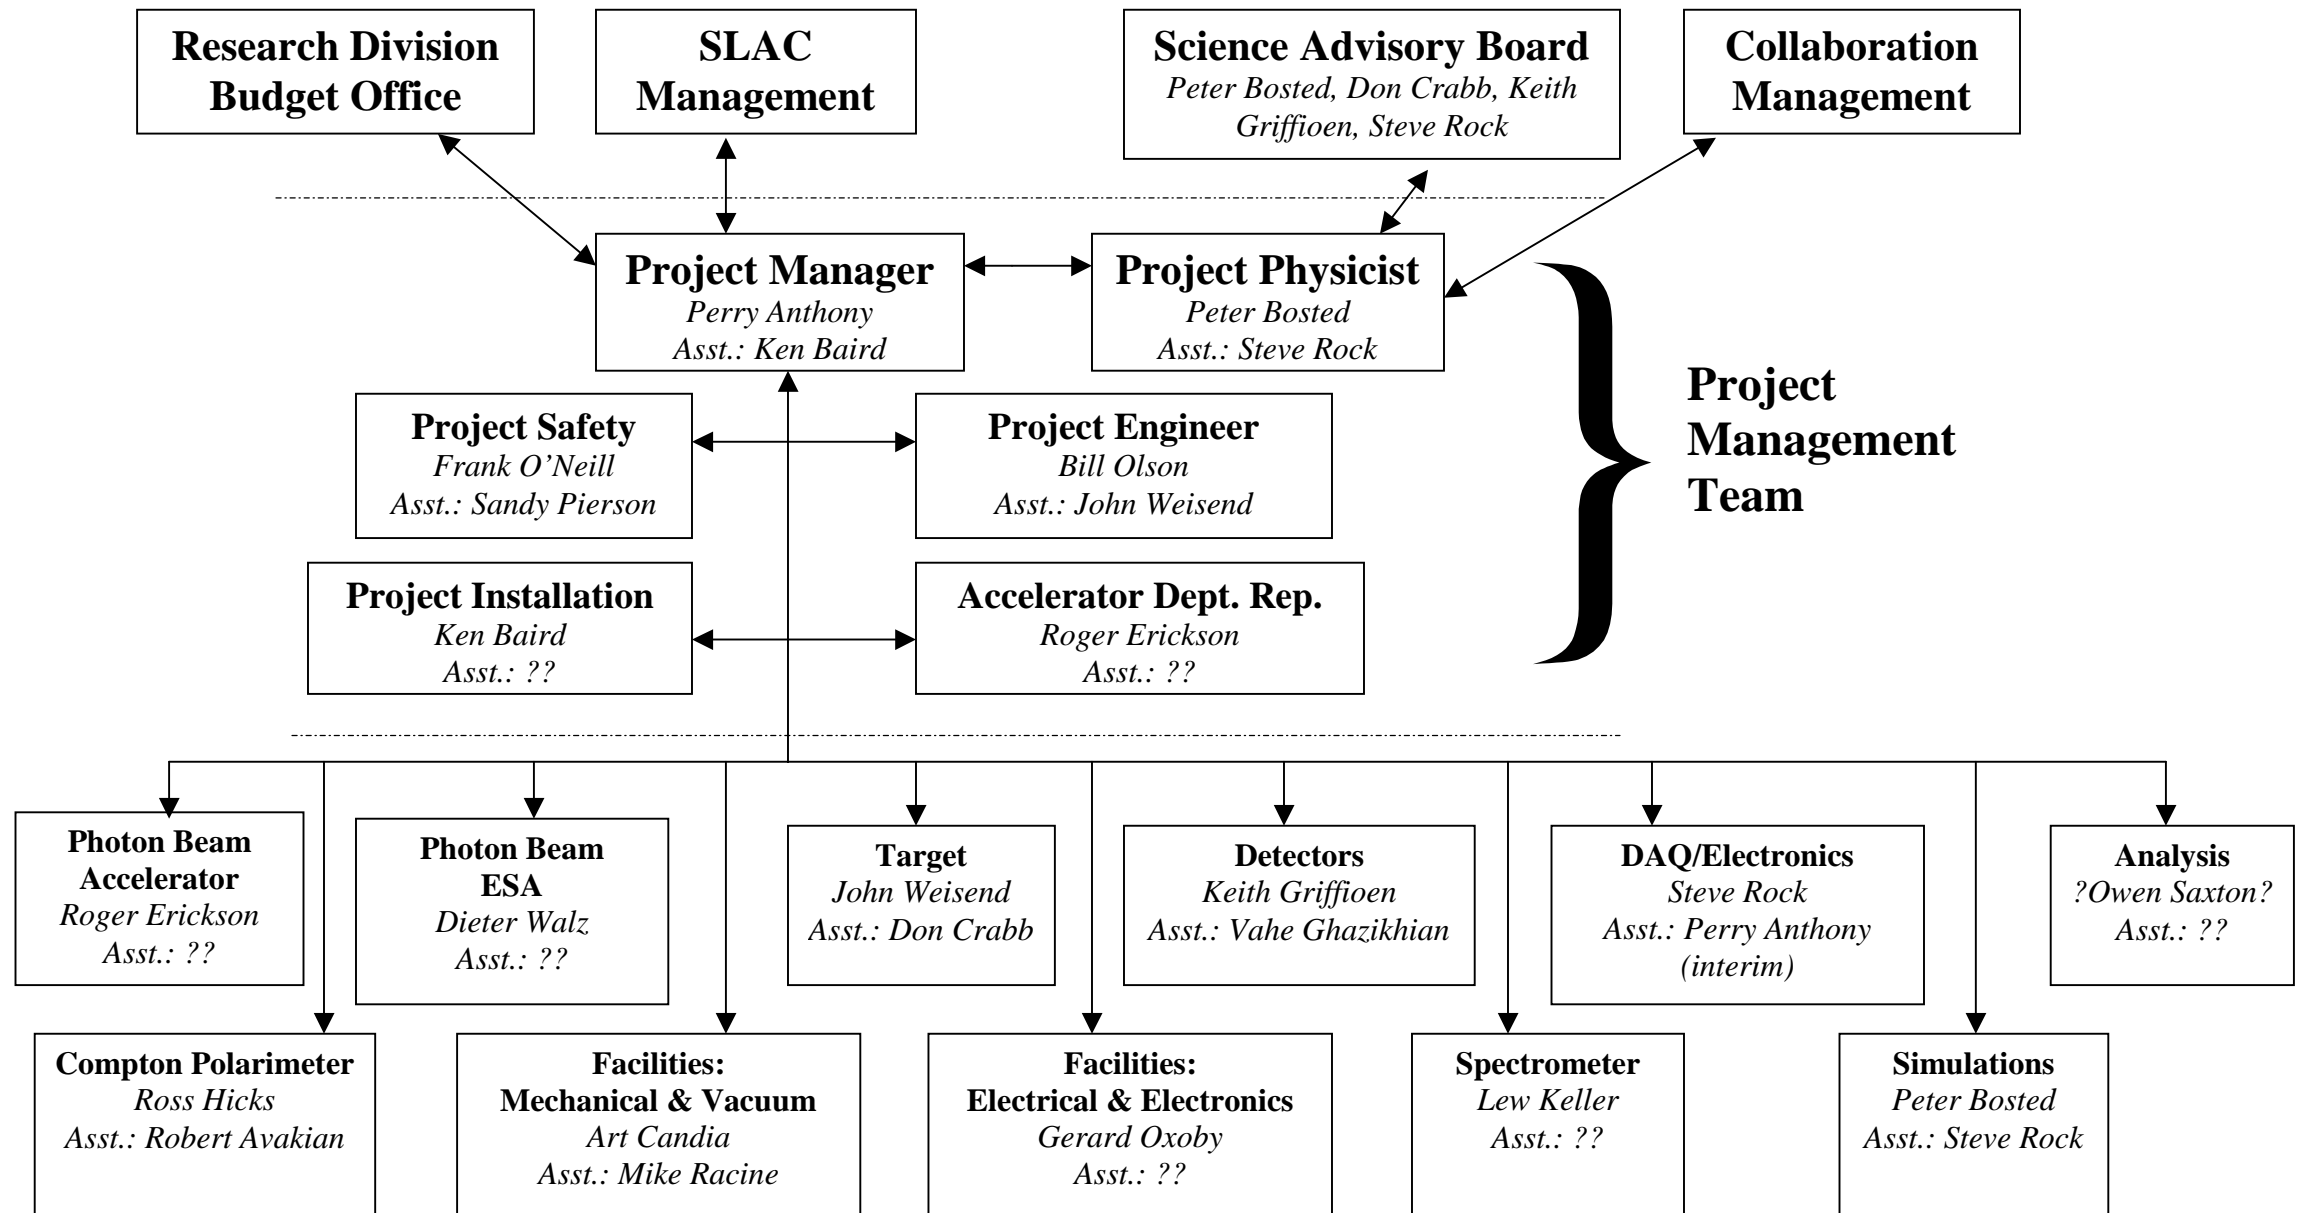 Research Division
Budget Office
SLAC
Management
Science Advisory Board
Peter Bosted, Don Crabb, Keith
Griffioen, Steve Rock
Collaboration
Management
Project Manager
Perry Anthony
Asst.: Ken Baird
Project Physicist
Peter Bosted
Asst.: Steve Rock
Project
Management
Team
Project Safety
Frank O’Neill
Asst.: Sandy Pierson
Project Engineer
Bill Olson
Asst.: John Weisend
Project Installation
Ken Baird
Asst.: ??
Accelerator Dept. Rep.
Roger Erickson
Asst.: ??
Photon Beam
Accelerator
Roger Erickson
Asst.: ??
Photon Beam
ESA
Dieter Walz
Asst.: ??
Target
John Weisend
Asst.: Don Crabb
Detectors
Keith Griffioen
Asst.: Vahe Ghazikhian
DAQ/Electronics
Steve Rock
Asst.: Perry Anthony
(interim)
Analysis
?Owen Saxton?
Asst.: ??
Compton Polarimeter
Ross Hicks
Asst.: Robert Avakian
Facilities:
Mechanical & Vacuum
Art Candia
Asst.: Mike Racine
Facilities:
Electrical & Electronics
Gerard Oxoby
Asst.: ??
Spectrometer
Lew Keller
Asst.: ??
Simulations
Peter Bosted
Asst.: Steve Rock